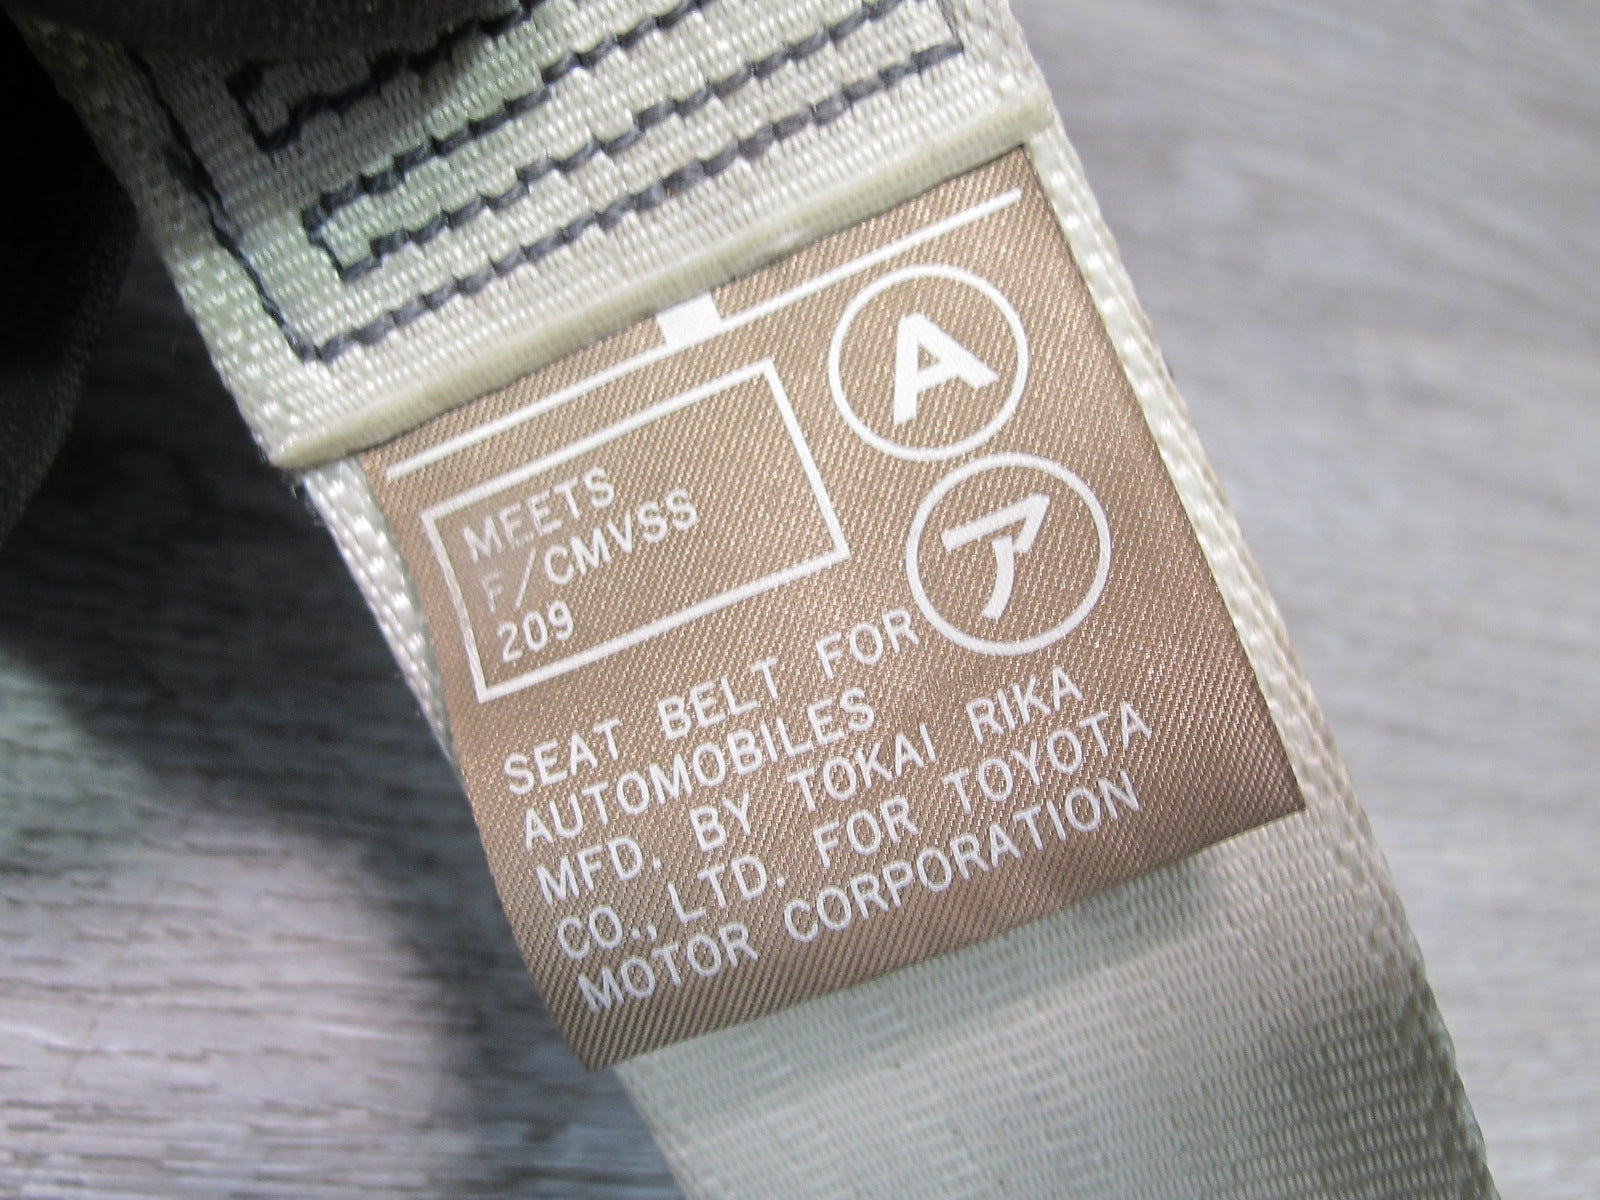 A
MEETS
F/CMVSS
209
ア
SEAT BELT FOR
AUTOMOBILES
MFD. BY TOKAI RIKA
CO., LTD. FOR TOYOTA
MOTOR CORPORATION